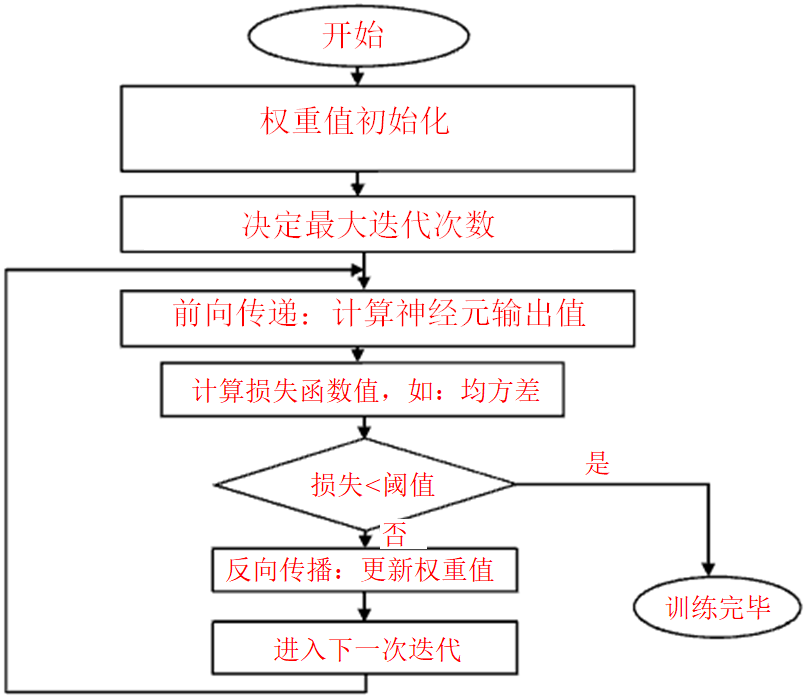 开始
权重值初始化
决定最大迭代次数
前向传递：计算神经元输出值
计算损失函数值，如：均方差
损失<阈值
是
否
反向传播：更新权重值
训练完毕
进入下一次迭代